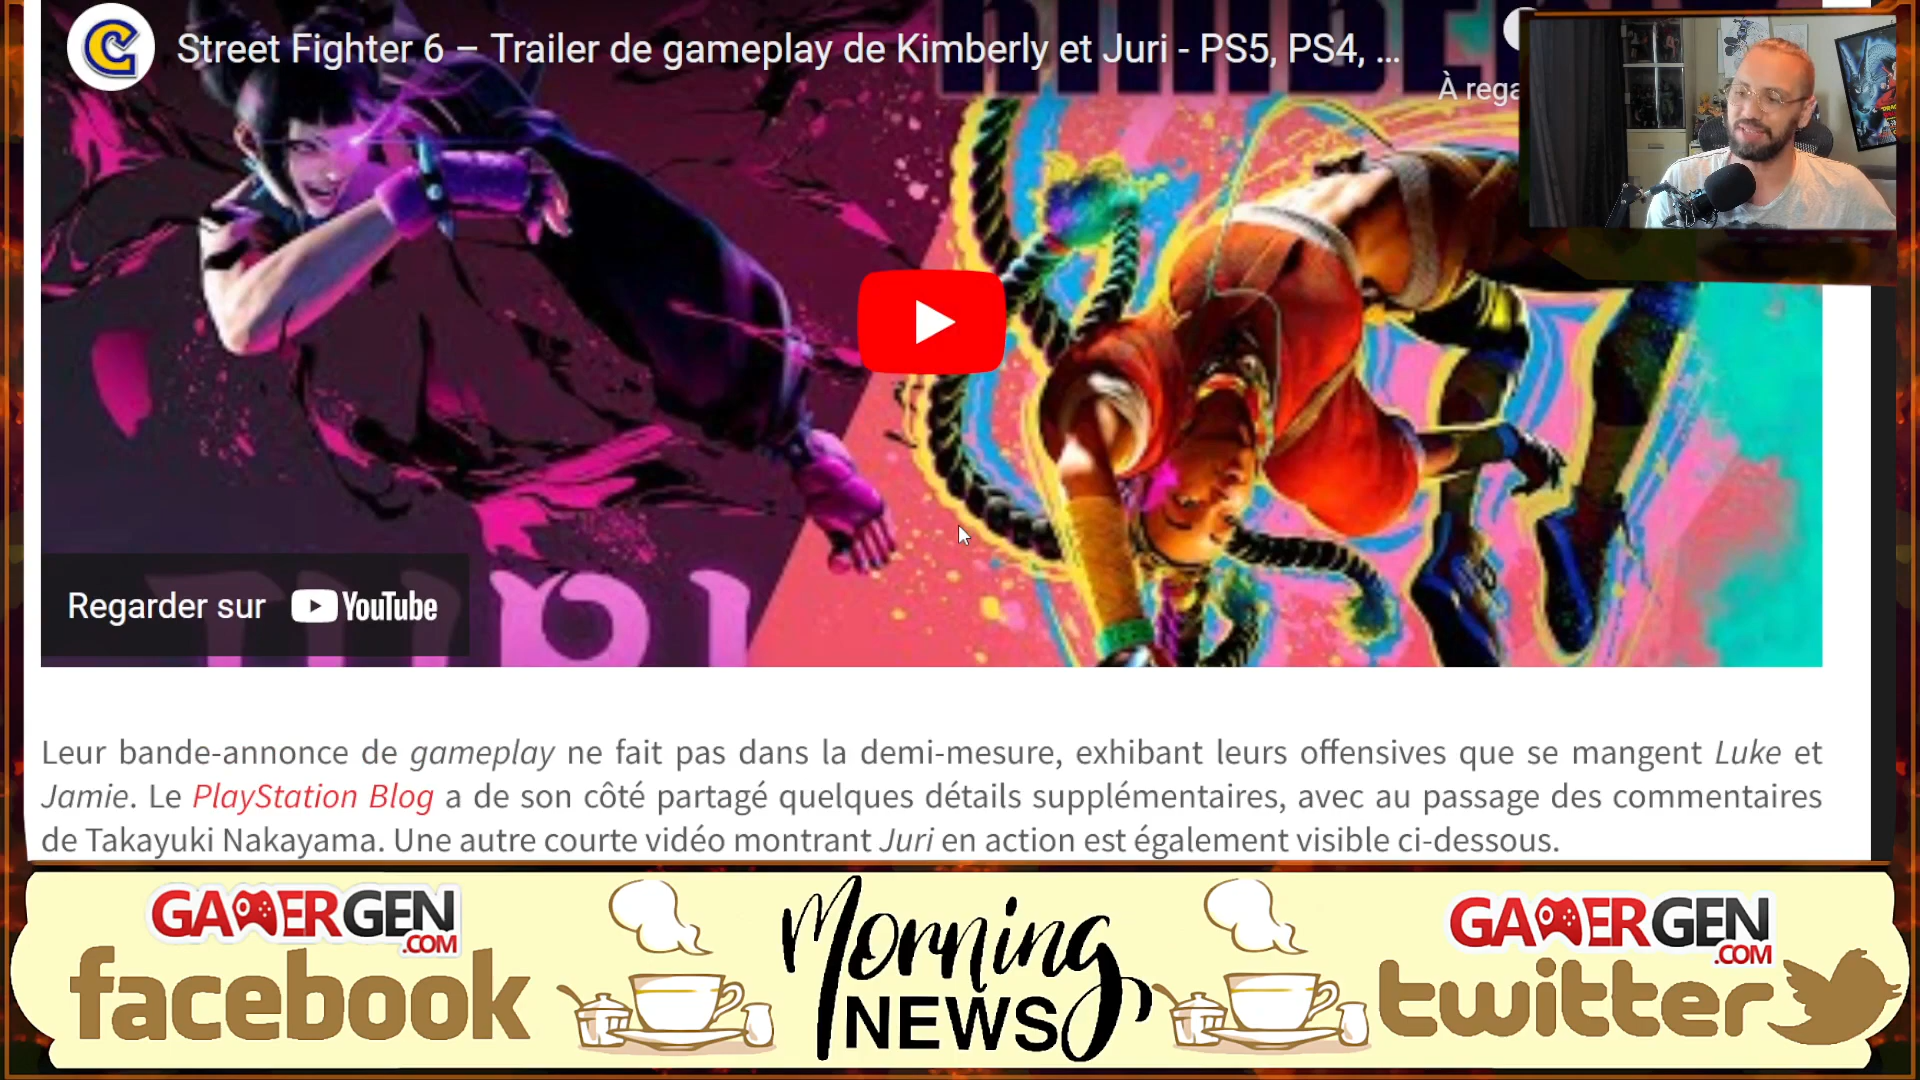 Street Fighter 6 – Trailer de gameplay de Kimberly et Juri - PS5, PS4, ...
À rega
Regarder sur YouTube
Leur bande-annonce de gameplay ne fait pas dans la demi-mesure, exhibant leurs offensives que se mangent Luke et
Jamie. Le PlayStation Blog a de son côté partagé quelques détails supplémentaires, avec au passage des commentaires
de Takayuki Nakayama. Une autre courte vidéo montrant Juri en action est également visible ci-dessous.
GAMERGEN
.COM
facebook
Morning
NEWS
GAMERGEN
.COM
twitter